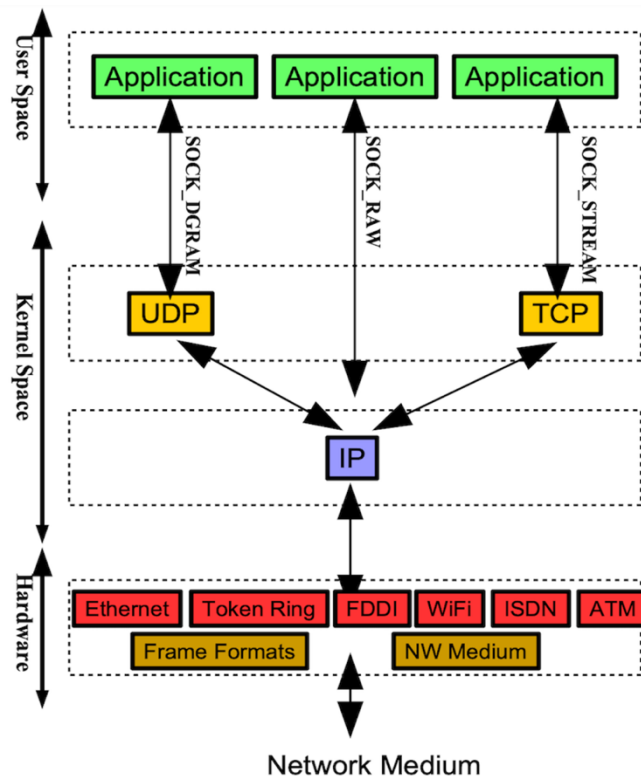 User Space
Application
Application
Application
SOCK_DGRAM
SOCK_RAW
SOCK_STREAM
Kernel Space
UDP
TCP
IP
Hardware
Ethernet
Token Ring
FDDI
WiFi
ISDN
ATM
Frame Formats
NW Medium
Network Medium